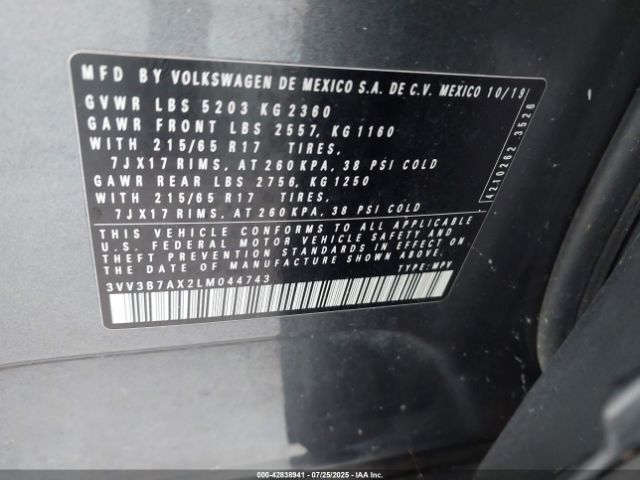 MFD BY VOLKSWAGEN DE MEXICO S.A. DE C.V. MEXICO 10/19
GVWR LBS 5203 KG 2360
GAWR FRONT LBS 2557, KG 1160
WITH 215/65 R17 TIRES,
7JX17 RIMS, AT 260 KPA, 38 PSI COLD
GAWR REAR LBS 2756, KG 1250
WITH 215/65 R17 TIRES,
7JX17 RIMS, AT 260 KPA, 38 PSI COLD
THIS VEHICLE CONFORMS TO ALL APPLICABLE
U.S. FEDERAL MOTOR VEHICLE SAFETY AND
THEFT PREVENTION STANDARDS IN EFFECT ON
THE DATE OF MANUFACTURE SHOWN ABOVE.
3VV3B7AX2LM044743 TYPE: MPV
4210262 3526
000-42838941 07/25/2025 IAAI.COM